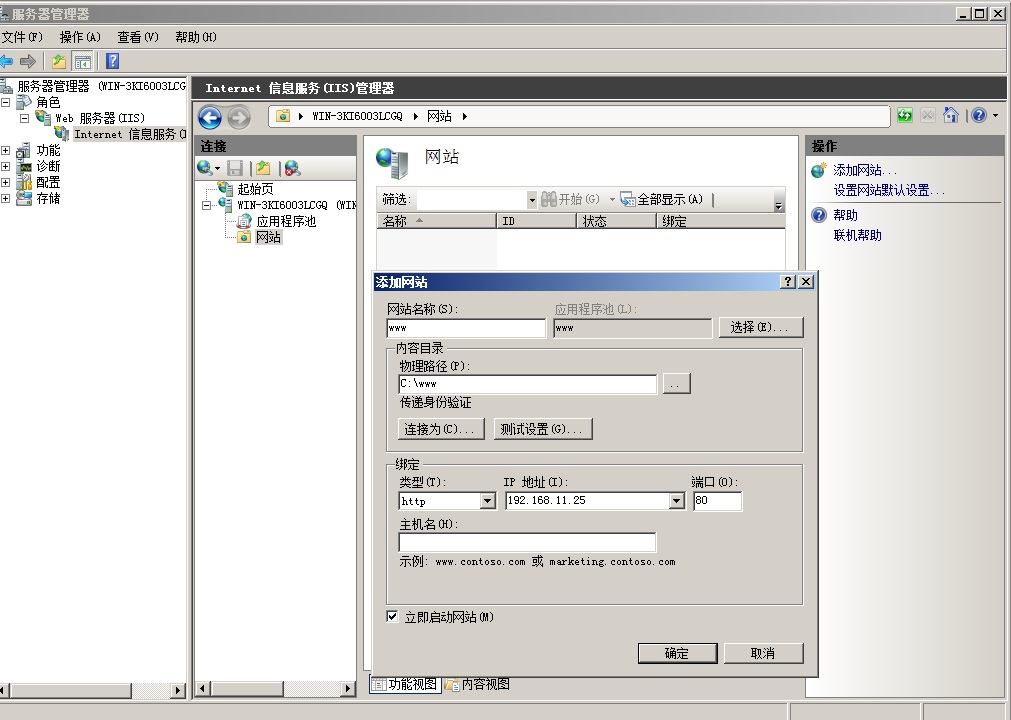 服务器管理器
文件(F) 操作(A) 查看(V) 帮助(H)
服务器管理器 (WIN-3KI6003LCG
角色
Web 服务器(IIS)
Internet 信息服务(I
功能
诊断
配置
存储
Internet 信息服务(IIS)管理器
WIN-3KI6003LCGQ 网站
连接
起始页
WIN-3KI6003LCGQ (WIN
应用程序池
网站
网站
筛选: 开始(G) 全部显示(A)
名称 ID 状态 绑定
操作
添加网站...
设置网站默认设置...
帮助
联机帮助
添加网站
网站名称(S): 应用程序池(L):
www www 选择(E)...
内容目录
物理路径(P):
C:\www ..
传递身份验证
连接为(C)... 测试设置(G)...
绑定
类型(T): IP 地址(I): 端口(O):
http 192.168.11.25 80
主机名(H):
示例: www.contoso.com 或 marketing.contoso.com
立即启动网站(M)
确定 取消
功能视图 内容视图